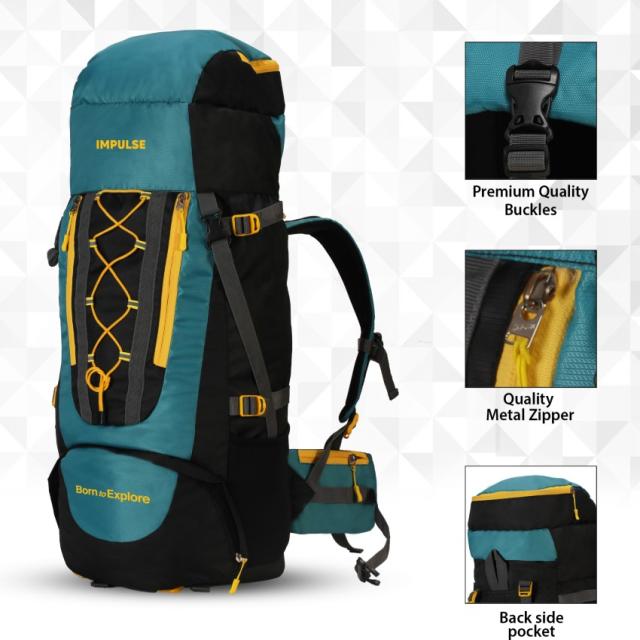 IMPULSE
Born to Explore
Premium Quality
Buckles
Quality
Metal Zipper
Back side
pocket